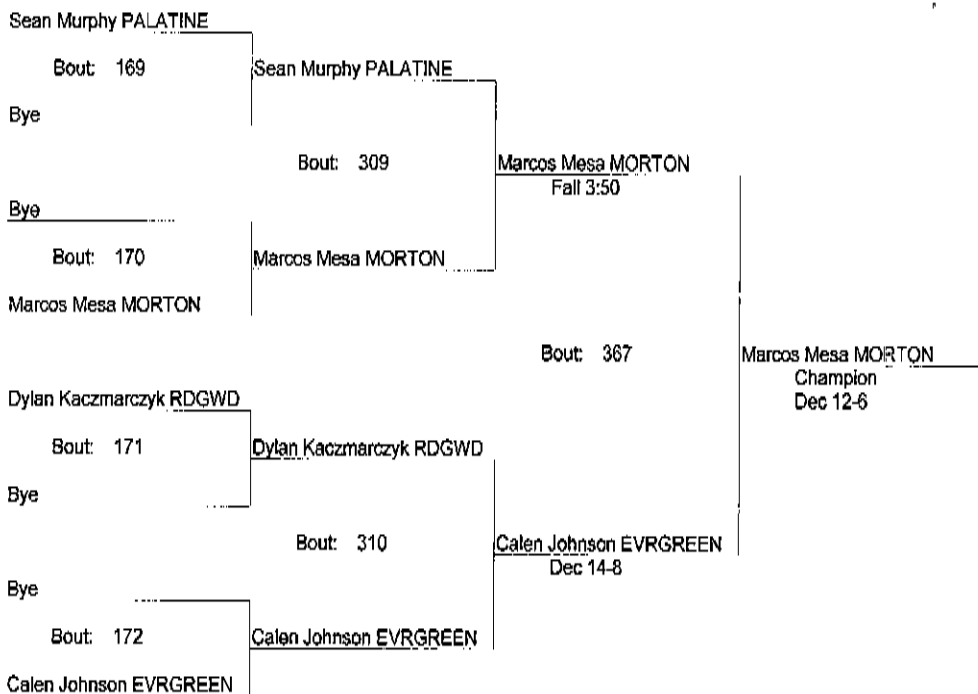 Sean Murphy PALATINE
Bout: 169
Sean Murphy PALATINE
Bye
Bout: 309
Marcos Mesa MORTON
Fall 3:50
Bye
Bout: 170
Marcos Mesa MORTON
Marcos Mesa MORTON
Bout: 367
Marcos Mesa MORTON
Champion
Dec 12-6
Dylan Kaczmarczyk RDGWD
Bout: 171
Dylan Kaczmarczyk RDGWD
Bye
Bout: 310
Calen Johnson EVRGREEN
Dec 14-8
Bye
Bout: 172
Calen Johnson EVRGREEN
Calen Johnson EVRGREEN